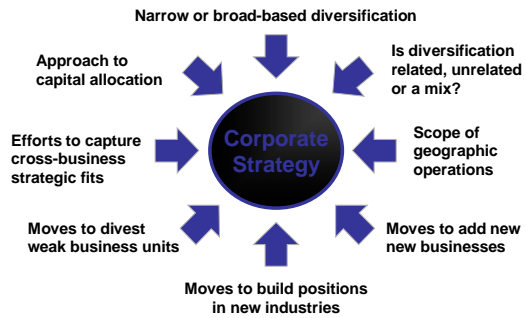 Narrow or broad-based diversification
Approach to
capital allocation
Is diversification
related, unrelated
or a mix?
Efforts to capture
cross-business
strategic fits
Corporate
Strategy
Scope of
geographic
operations
Moves to divest
weak business units
Moves to add new
new businesses
Moves to build positions
in new industries